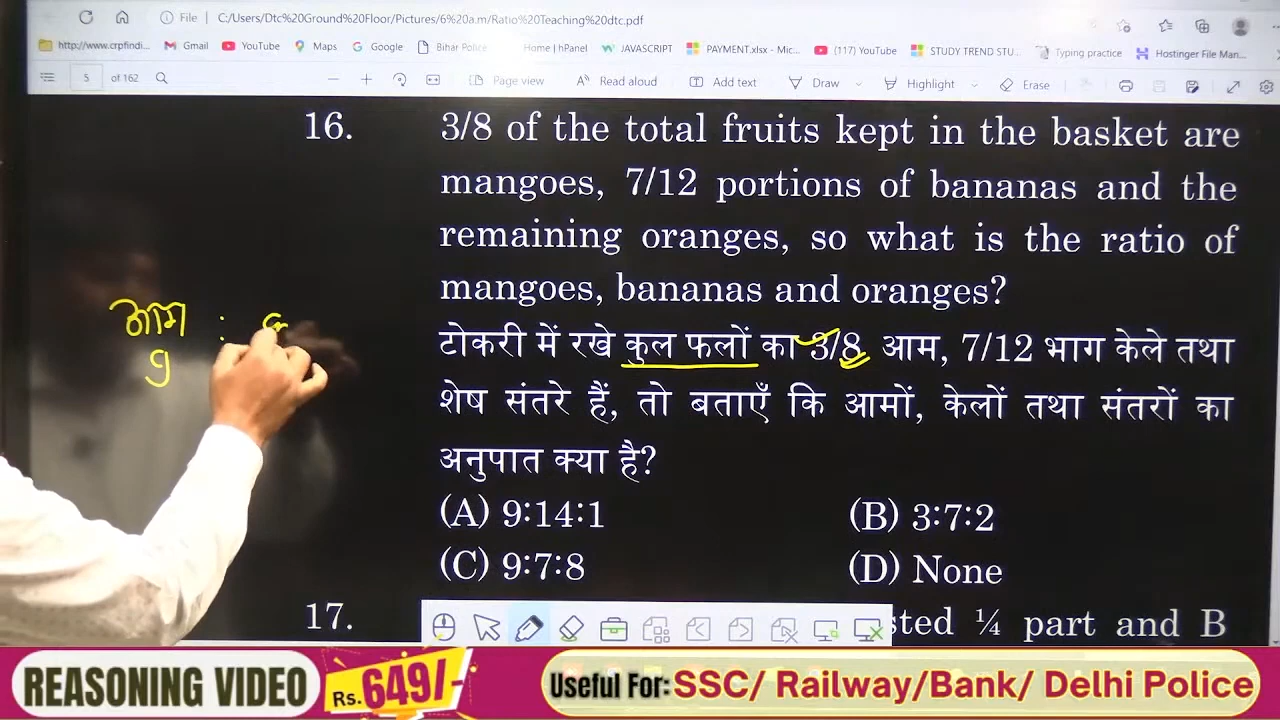 File C:/Users/Dtc%20Ground%20Floor/Pictures/6%20a.m/Ratio%20Teaching%20dtc.pdf
http://www.crpfindi... Gmail YouTube Maps Google Bihar Police Home | hPanel JAVASCRIPT PAYMENT.xlsx - Mic... (117) YouTube STUDY TREND STU... Typing practice Hostinger File Man...
5 of 162 Page view Read aloud Add text Draw Highlight Erase
16. 3/8 of the total fruits kept in the basket are
mangoes, 7/12 portions of bananas and the
remaining oranges, so what is the ratio of
mangoes, bananas and oranges?
टोकरी में रखे कुल फलों का 3/8 आम, 7/12 भाग केले तथा
शेष संतरे हैं, तो बताएँ कि आमों, केलों तथा संतरों का
अनुपात क्या है?
आम :
9
(A) 9:14:1 (B) 3:7:2
(C) 9:7:8 (D) None
17. sted ¼ part and B
REASONING VIDEO Rs. 649/- Useful For: SSC/ Railway/Bank/ Delhi Police